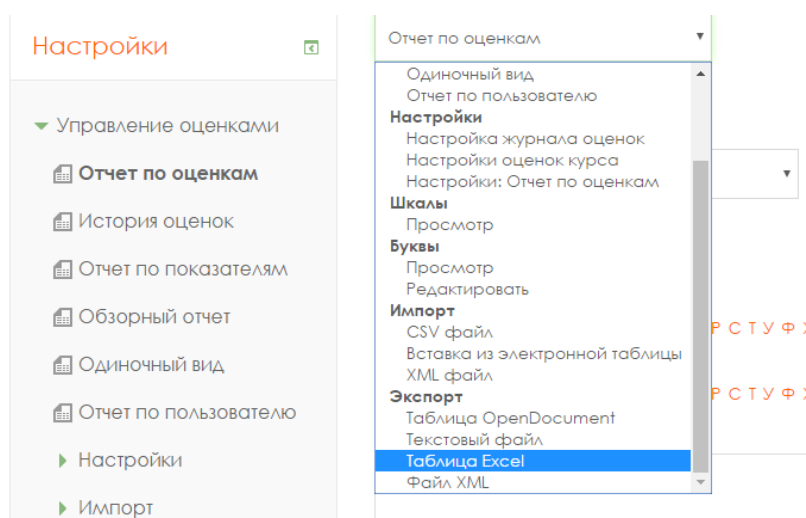 Настройки
Управление оценками
Отчет по оценкам
История оценок
Отчет по показателям
Обзорный отчет
Одиночный вид
Отчет по пользователю
Настройки
Импорт
Отчет по оценкам
Одиночный вид
Отчет по пользователю
Настройки
Настройка журнала оценок
Настройки оценок курса
Настройки: Отчет по оценкам
Шкалы
Просмотр
Буквы
Просмотр
Редактировать
Импорт
CSV файл
Вставка из электронной таблицы
XML файл
Экспорт
Таблица OpenDocument
Текстовый файл
Таблица Excel
Файл XML
Р С Т У Ф Х
Р С Т У Ф Х